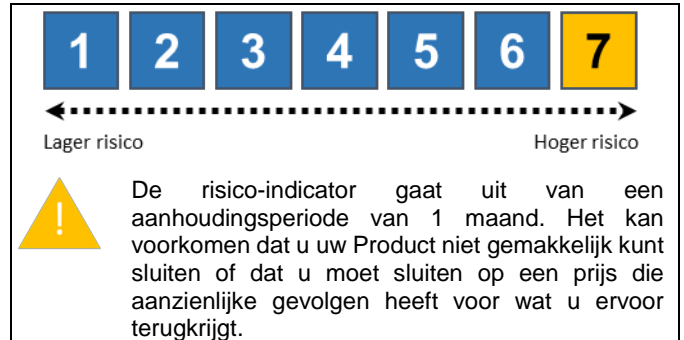 1 2 3 4 5 6 7
Lager risico Hoger risico
!
De risico-indicator gaat uit van een
aanhoudingsperiode van 1 maand. Het kan
voorkomen dat u uw Product niet gemakkelijk kunt
sluiten of dat u moet sluiten op een prijs die
aanzienlijke gevolgen heeft voor wat u ervoor
terugkrijgt.